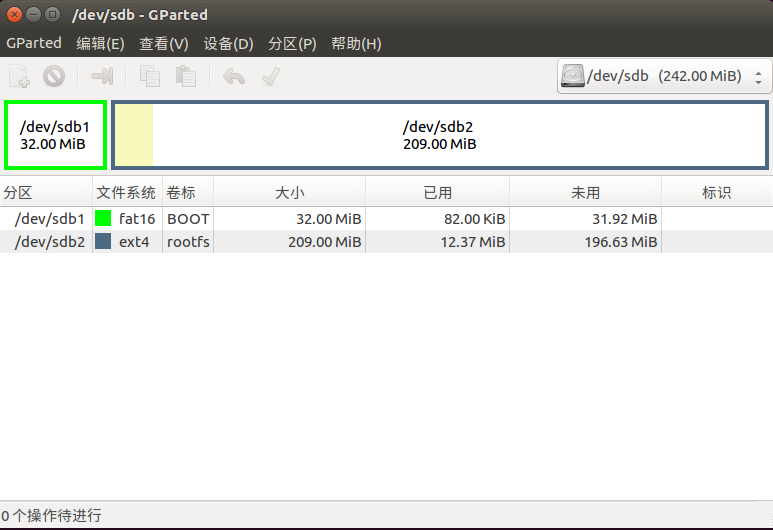 /dev/sdb - GParted
GParted 编辑(E) 查看(V) 设备(D) 分区(P) 帮助(H)
/dev/sdb (242.00 MiB)
/dev/sdb1
32.00 MiB
/dev/sdb2
209.00 MiB
分区 文件系统 卷标 大小 已用 未用 标识
/dev/sdb1 fat16 BOOT 32.00 MiB 82.00 KiB 31.92 MiB
/dev/sdb2 ext4 rootfs 209.00 MiB 12.37 MiB 196.63 MiB
0 个操作待进行